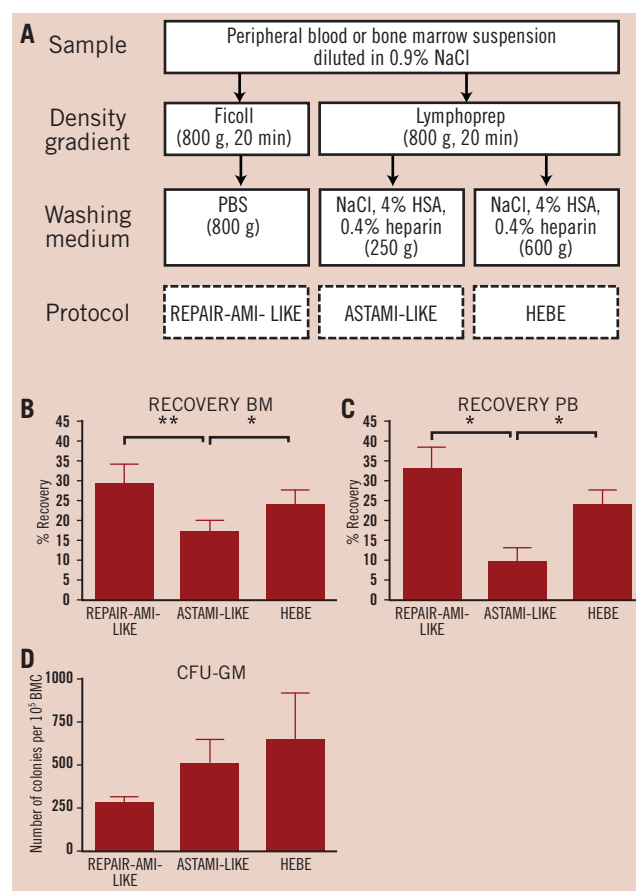 A
Sample
Peripheral blood or bone marrow suspension
diluted in 0.9% NaCl
Density
gradient
Ficoll
(800 g, 20 min)
Lymphoprep
(800 g, 20 min)
Washing
medium
PBS
(800 g)
NaCl, 4% HSA,
0.4% heparin
(250 g)
NaCl, 4% HSA,
0.4% heparin
(600 g)
Protocol
REPAIR-AMI- LIKE
ASTAMI-LIKE
HEBE
B
RECOVERY BM
% Recovery
45
40
35
30
25
20
15
10
5
0
**
*
REPAIR-AMI-
LIKE
ASTAMI-LIKE
HEBE
C
RECOVERY PB
% Recovery
45
40
35
30
25
20
15
10
5
0
*
*
REPAIR-AMI-
LIKE
ASTAMI-LIKE
HEBE
D
CFU-GM
Number of colonies per 10⁵ BMC
1000
750
500
250
0
REPAIR-AMI-
LIKE
ASTAMI-LIKE
HEBE